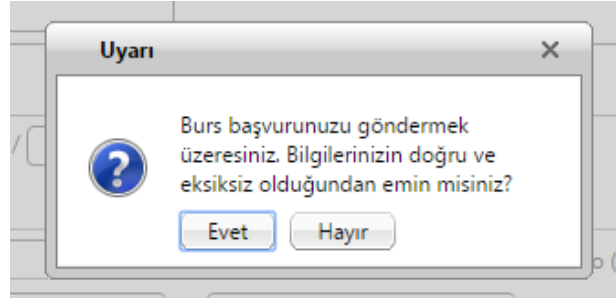 Uyarı
Burs başvurunuzu göndermek
üzeresiniz. Bilgilerinizin doğru ve
eksiksiz olduğundan emin misiniz?
Evet Hayır